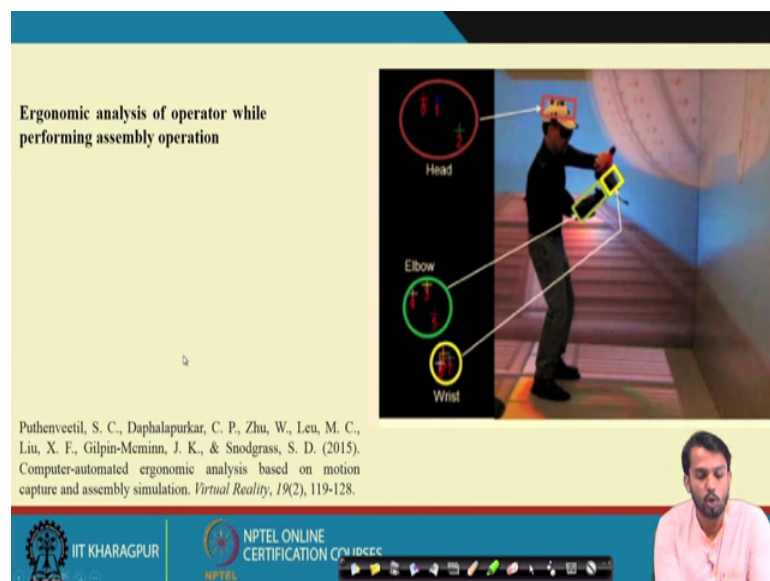 Ergonomic analysis of operator while
performing assembly operation
Head
Elbow
Wrist
Puthenveetil, S. C., Daphalapurkar, C. P., Zhu, W., Leu, M. C.,
Liu, X. F., Gilpin-Mcminn, J. K., & Snodgrass, S. D. (2015).
Computer-automated ergonomic analysis based on motion
capture and assembly simulation. Virtual Reality, 19(2), 119-128.
IIT KHARAGPUR
NPTEL
NPTEL ONLINE
CERTIFICATION COURSES